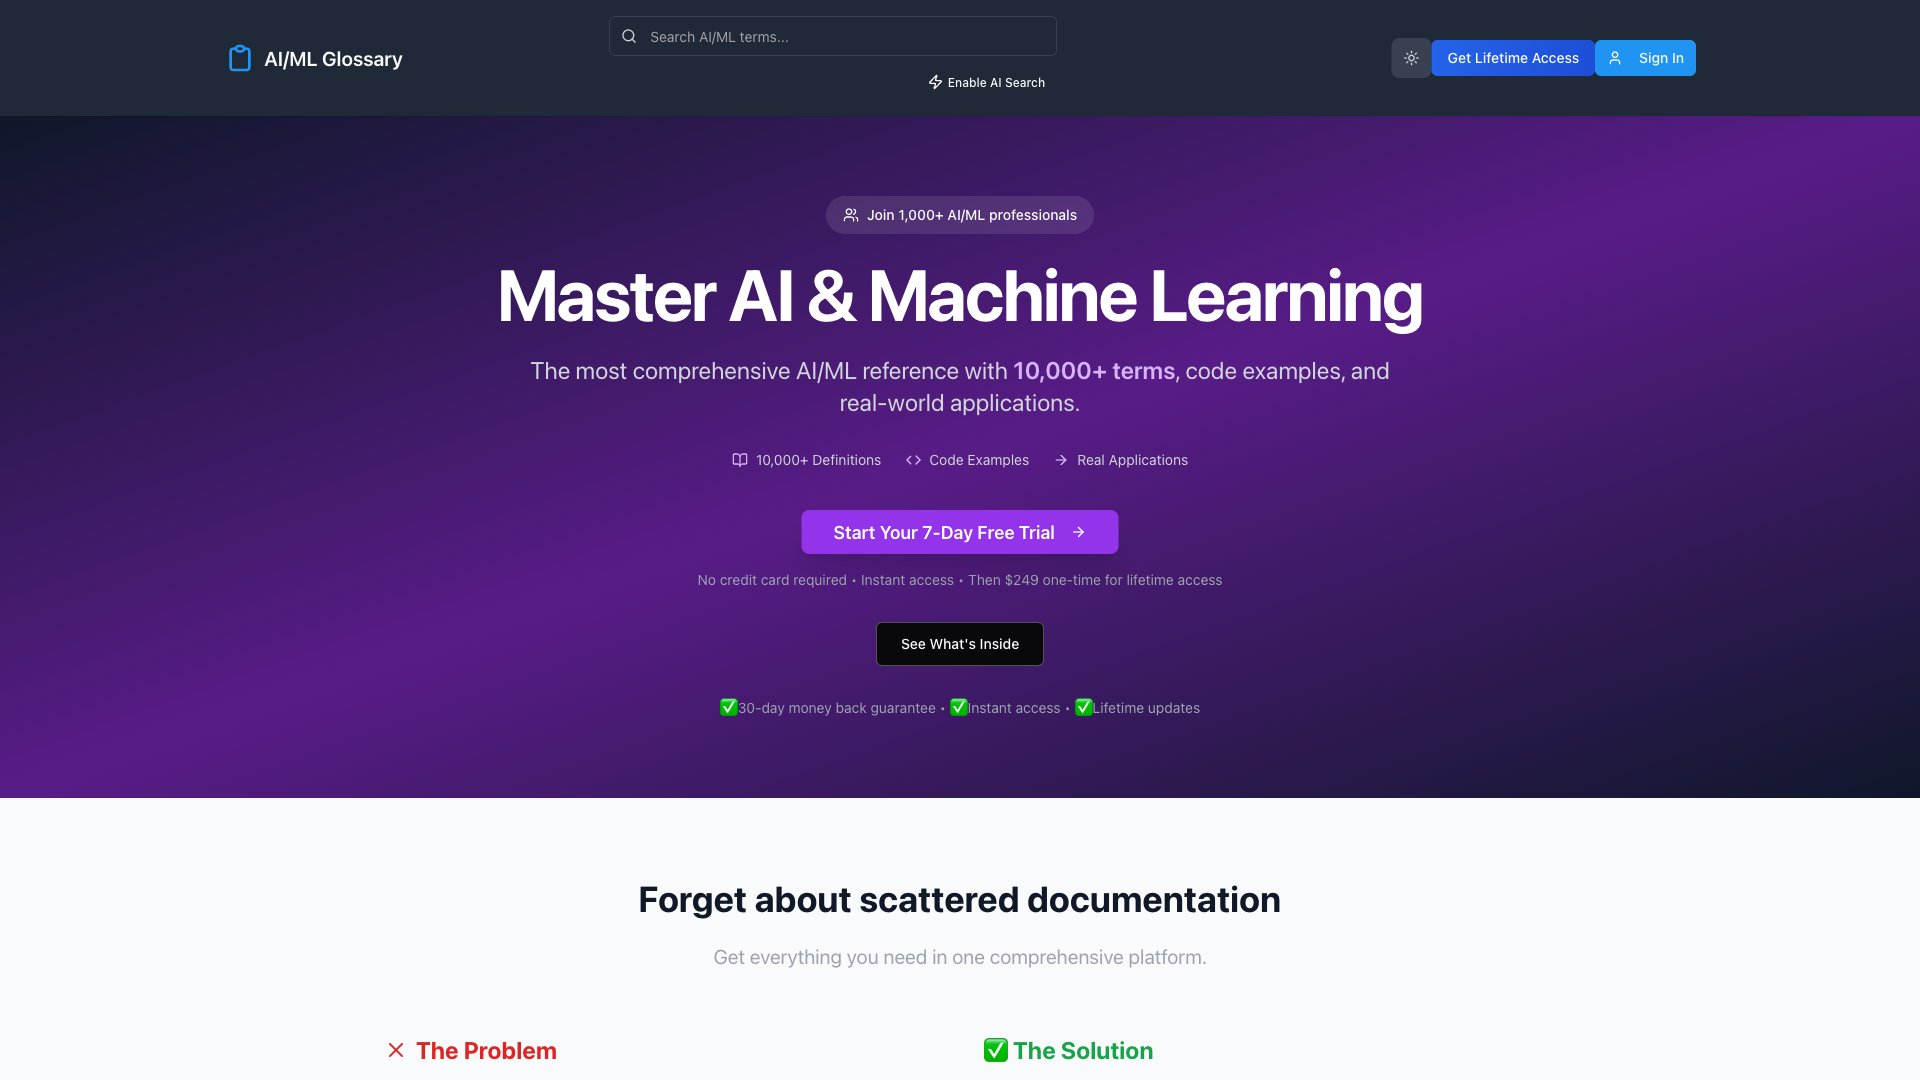 AI/ML Glossary
Search AI/ML terms...
Enable AI Search
Get Lifetime Access
Sign In
Join 1,000+ AI/ML professionals
Master AI & Machine Learning
The most comprehensive AI/ML reference with 10,000+ terms, code examples, and
real-world applications.
10,000+ Definitions Code Examples Real Applications
Start Your 7-Day Free Trial
No credit card required • Instant access • Then $249 one-time for lifetime access
See What's Inside
✅30-day money back guarantee • ✅Instant access • ✅Lifetime updates
Forget about scattered documentation
Get everything you need in one comprehensive platform.
The Problem
✅ The Solution